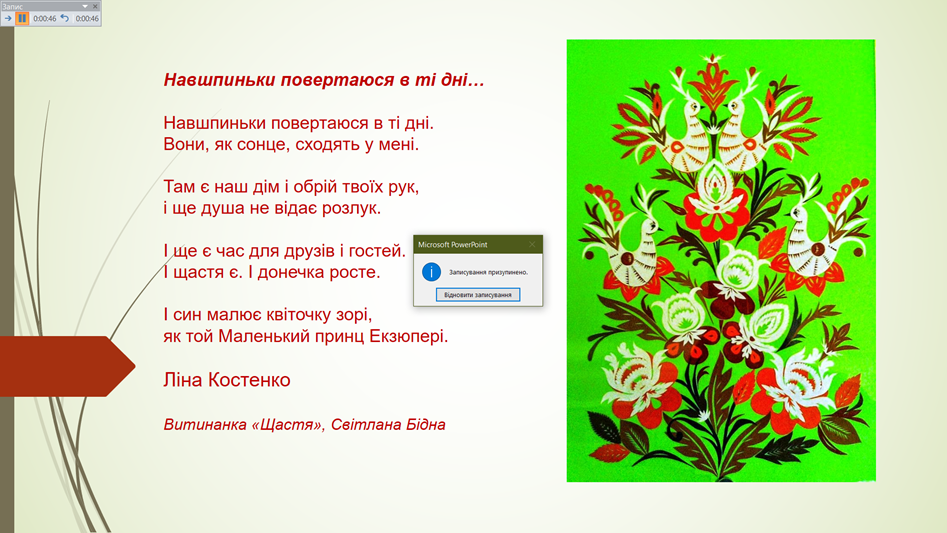 Запис
0:00:46
0:00:46
Навшпиньки повертаюся в ті дні…
Навшпиньки повертаюся в ті дні.
Вони, як сонце, сходять у мені.
Там є наш дім і обрій твоїх рук,
і ще душа не відає розлук.
І ще є час для друзів і гостей.
І щастя є. І донечка росте.
І син малює квіточку зорі,
як той Маленький принц Екзюпері.
Ліна Костенко
Витинанка «Щастя», Світлана Бідна
Microsoft PowerPoint
Записування призупинено.
Відновити записування